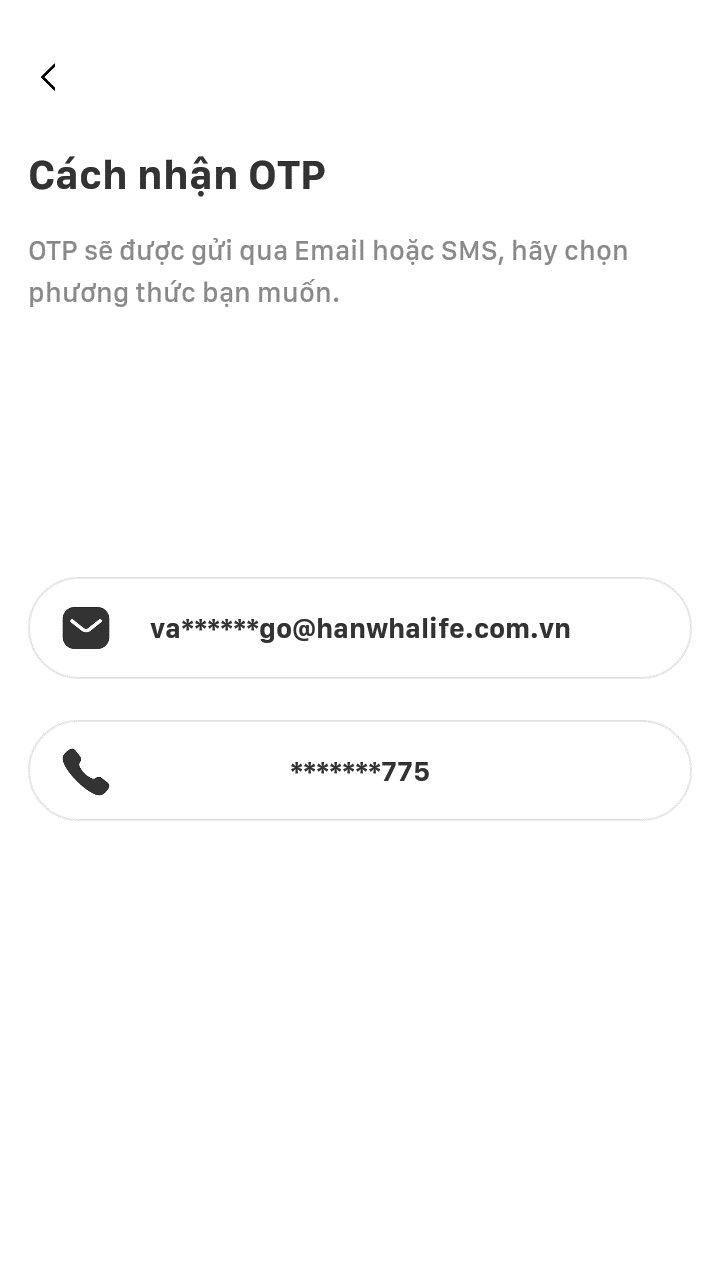 Cách nhận OTP
OTP sẽ được gửi qua Email hoặc SMS, hãy chọn
phương thức bạn muốn.
va******go@hanwhalife.com.vn
*******775